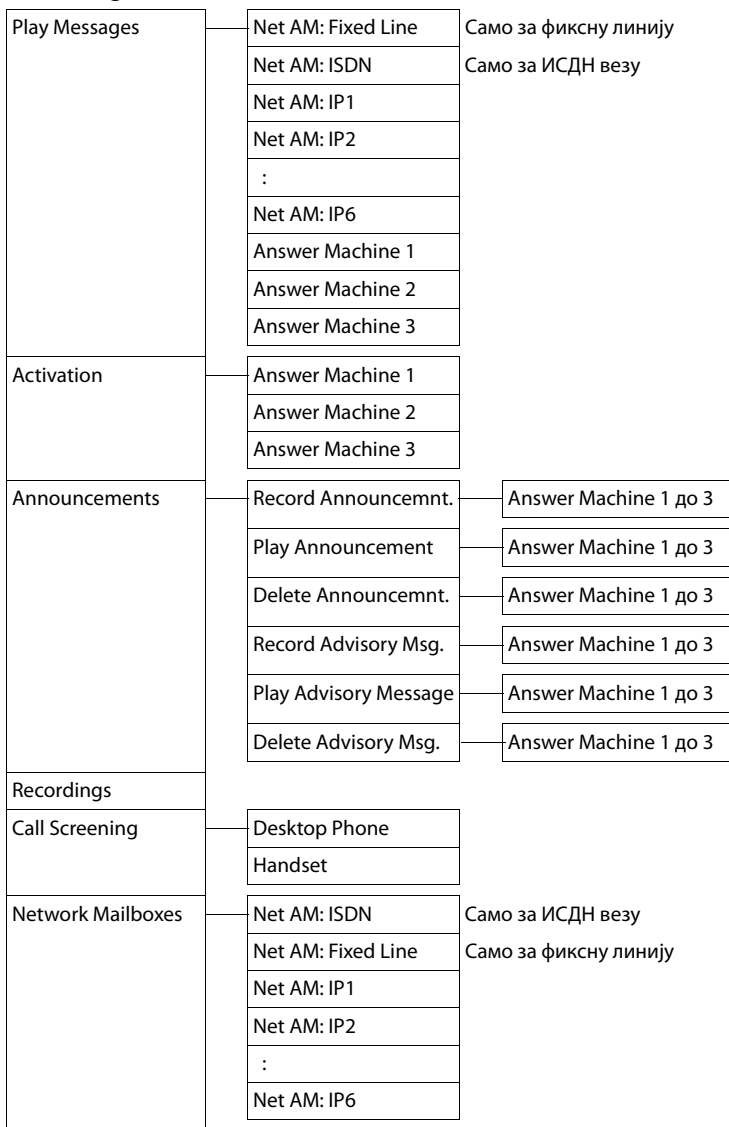 Play Messages Net AM: Fixed Line Само за фиксну линију
Net AM: ISDN Само за ИСДН везу
Net AM: IP1
Net AM: IP2
:
Net AM: IP6
Answer Machine 1
Answer Machine 2
Answer Machine 3
Activation Answer Machine 1
Answer Machine 2
Answer Machine 3
Announcements Record Announcemnt. Answer Machine 1 до 3
Play Announcement Answer Machine 1 до 3
Delete Announcemnt. Answer Machine 1 до 3
Record Advisory Msg. Answer Machine 1 до 3
Play Advisory Message Answer Machine 1 до 3
Delete Advisory Msg. Answer Machine 1 до 3
Recordings
Call Screening Desktop Phone
Handset
Network Mailboxes Net AM: ISDN Само за ИСДН везу
Net AM: Fixed Line Само за фиксну линију
Net AM: IP1
Net AM: IP2
:
Net AM: IP6